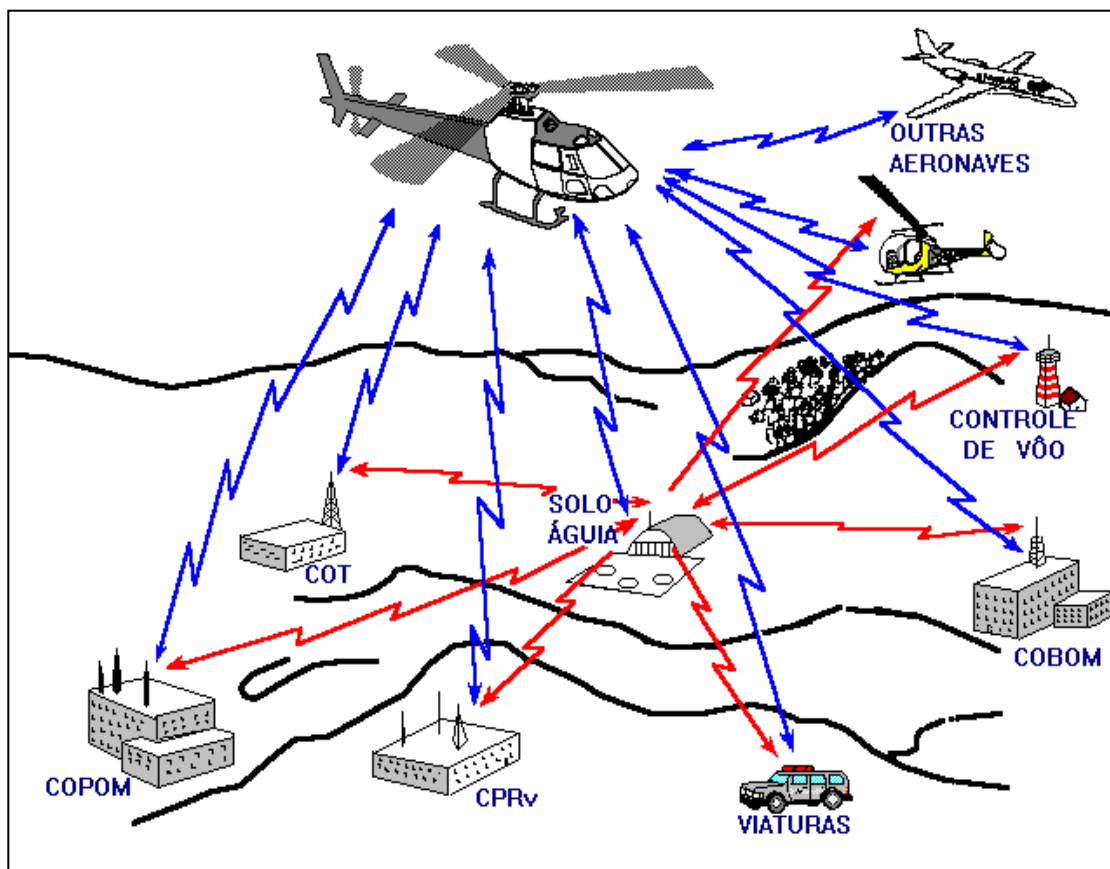 OUTRAS
AERONAVES
CONTROLE
DE VÔO
SOLO
ÁGUIA
COT
COBOM
COPOM
CPRv
VIATURAS